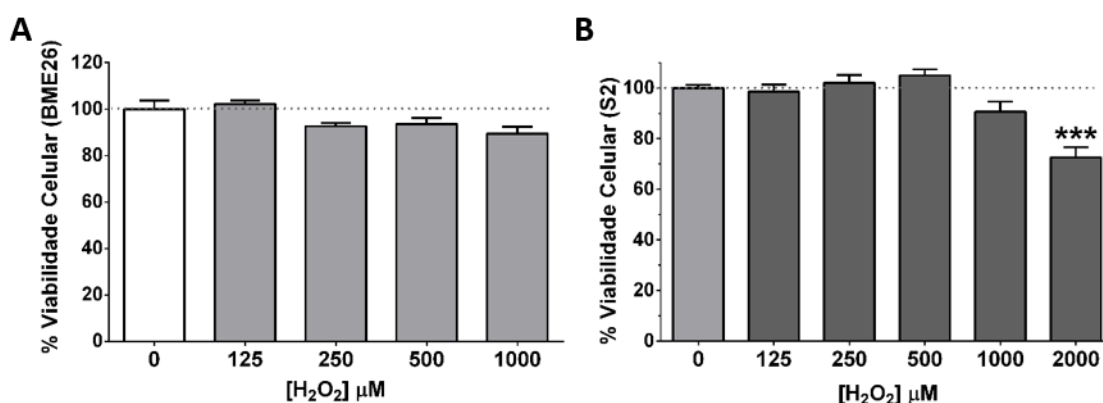 A
% Viabilidade Celular (BME26)
120
100
80
60
40
20
0
0 125 250 500 1000
[H₂O₂] µM
B
% Viabilidade Celular (S2)
100
80
60
40
20
0
***
0 125 250 500 1000 2000
[H₂O₂] µM